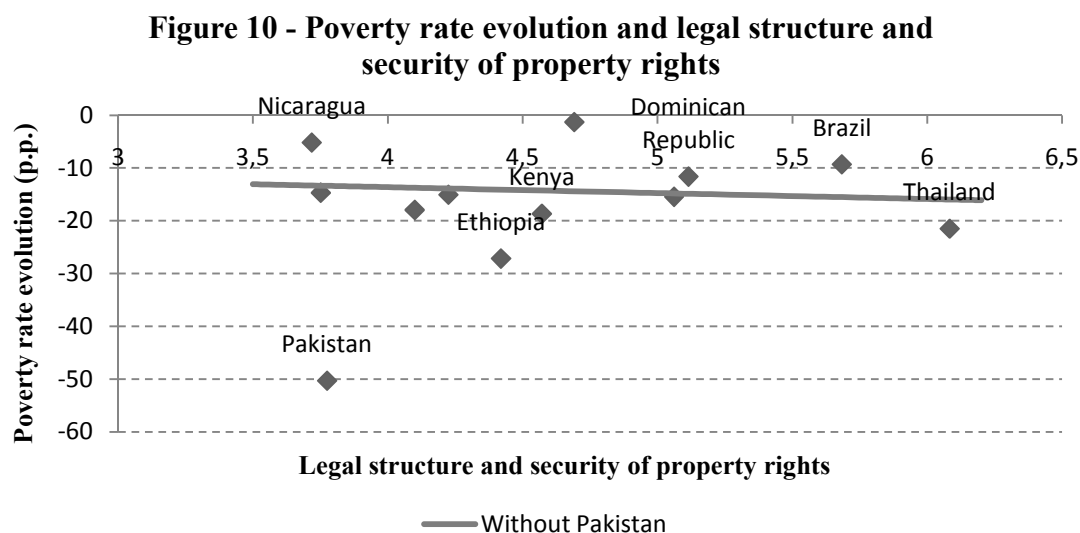 Figure 10 - Poverty rate evolution and legal structure and
security of property rights
Poverty rate evolution (p.p.)
0
-10
-20
-30
-40
-50
-60
3
3,5
4
4,5
5
5,5
6
6,5
Nicaragua
Dominican
Republic
Brazil
Kenya
Thailand
Ethiopia
Pakistan
Legal structure and security of property rights
Without Pakistan